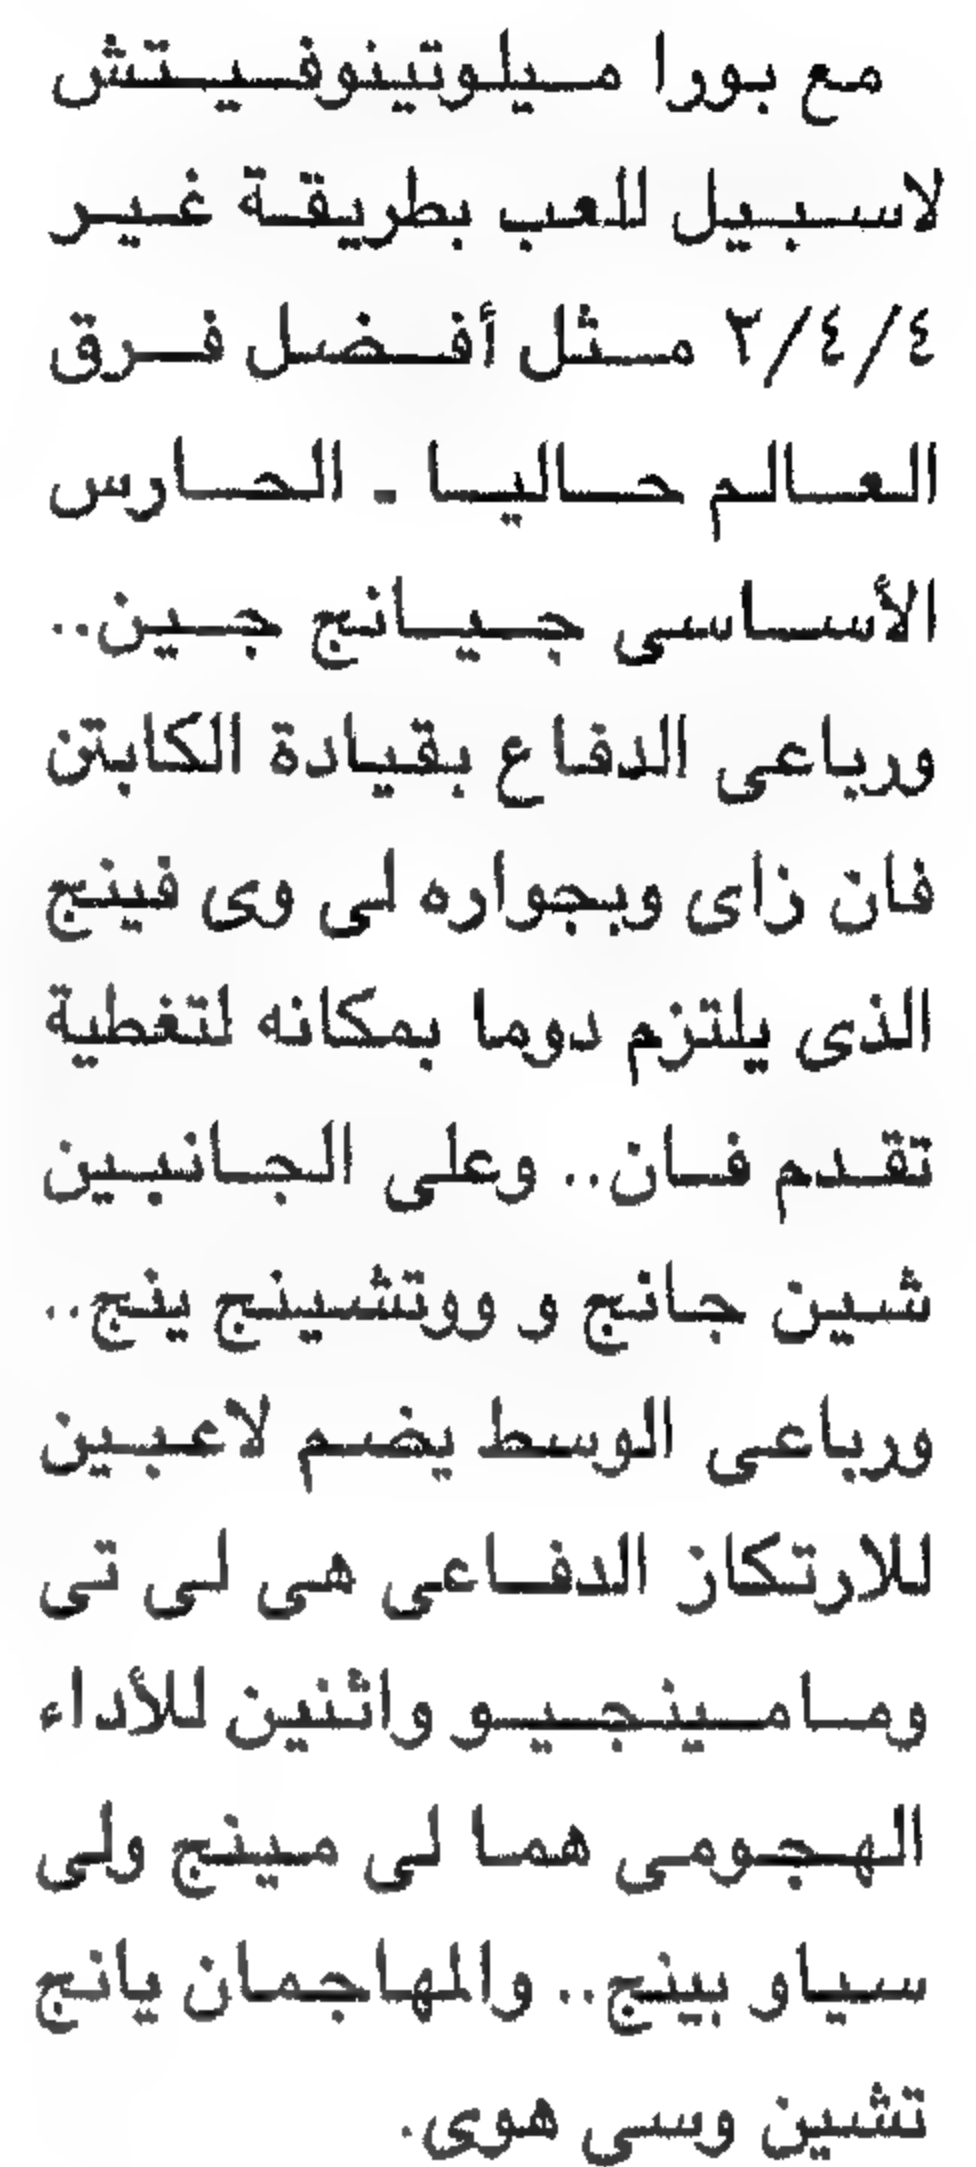 مع بورا ميلوتينوفيتش
لاسبيل للعب بطريقة غير
٢/٤/٤ مثل أفضل فرق
العالم حاليا - الحارس
الأساسى جيانج جين..
ورباعى الدفاع بقيادة الكابتن
فان زاى وبجواره لى وى فينج
الذى يلتزم دوما بمكانه لتغطية
تقدم فان.. وعلى الجانبين
شين جانج و ووتشينج ينج..
ورباعى الوسط يضم لاعبين
للارتكاز الدفاعى هى لى تى
ومامينجيو واثنين للأداء
الهجومى هما لى مينج ولى
سياو بينج.. والمهاجمان يانج
تشين وسى هوى.